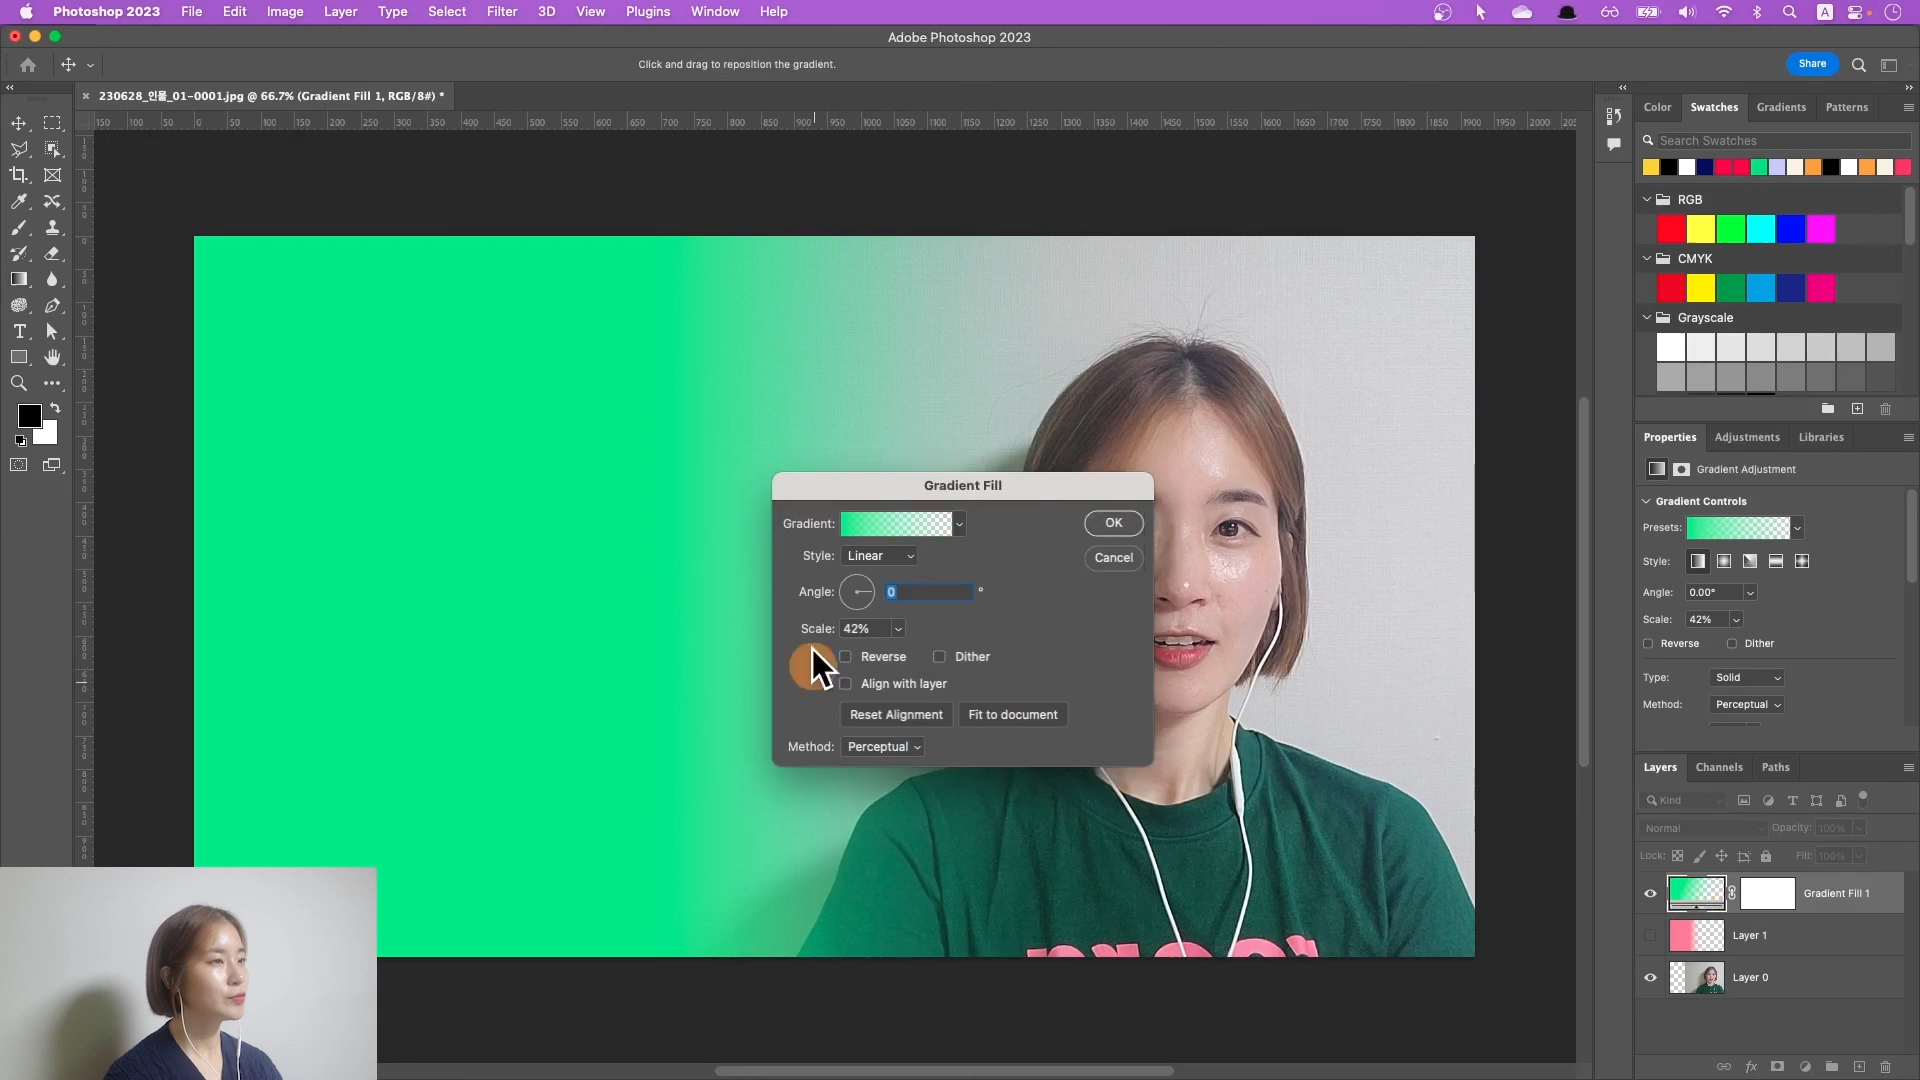 Photoshop 2023 File Edit Image Layer Type Select Filter 3D View Plugins Window Help
A
Adobe Photoshop 2023
Click and drag to reposition the gradient.
Share
230628_인물_01-0001.jpg @ 66.7% (Gradient Fill 1, RGB/8#) *
150 100 50 0 50 100 150 200 250 300 350 400 450 500 550 600 650 700 750 800 850 900 950 1000 1050 1100 1150 1200 1250 1300 1350 1400 1450 1500 1550 1600 1650 1700 1750 1800 1850 1900 1950 2000
Color Swatches Gradients Patterns
Search Swatches
RGB
CMYK
Grayscale
Gradient Fill
Gradient:
OK
Style: Linear
Cancel
Angle: 0 °
Scale: 42%
Reverse Dither
Align with layer
Reset Alignment Fit to document
Method: Perceptual
Properties Adjustments Libraries
Gradient Adjustment
Gradient Controls
Presets:
Style:
Angle: 0.00°
Scale: 42%
Reverse Dither
Type: Solid
Method: Perceptual
Layers Channels Paths
Kind
Normal Opacity: 100%
Lock: Fill: 100%
Gradient Fill 1
Layer 1
Layer 0
fx